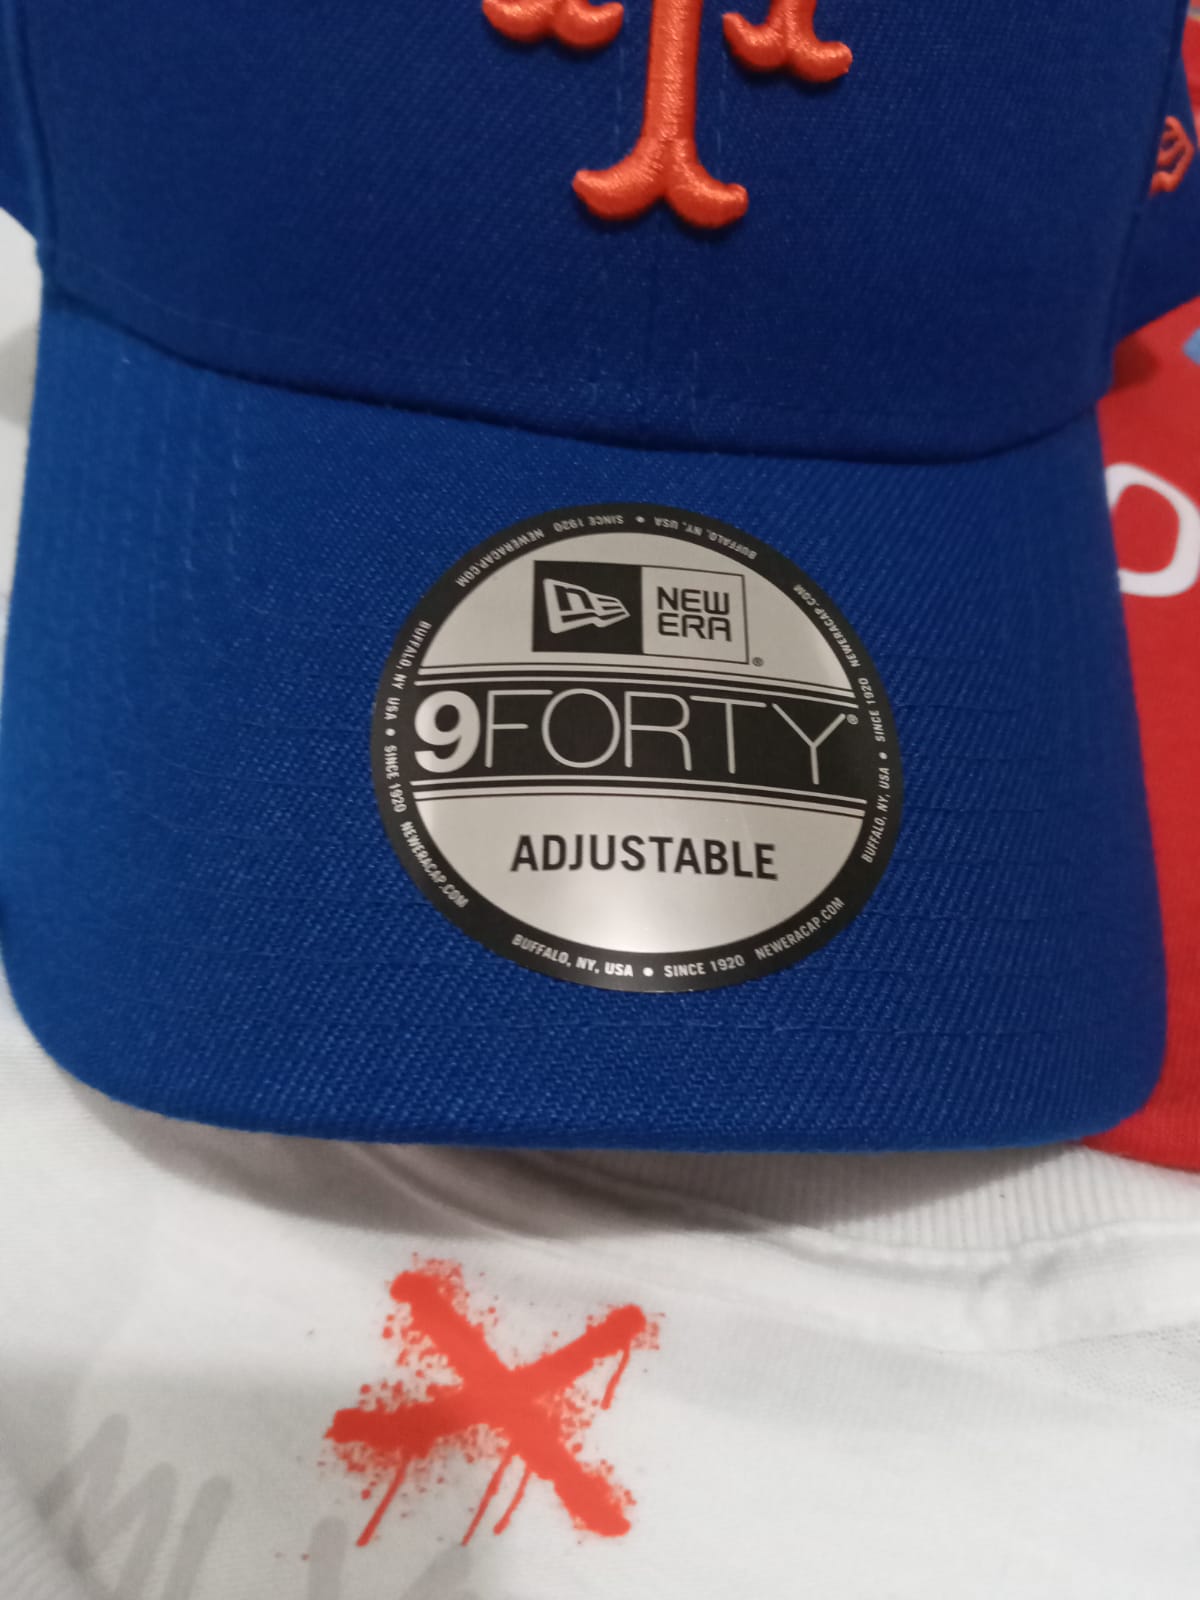 NEW
ERA
®
9FORTY®
ADJUSTABLE
BUFFALO, NY, USA • SINCE 1920 NEWERACAP.COM
BUFFALO, NY, USA • SINCE 1920 NEWERACAP.COM
BUFFALO, NY, USA • SINCE 1920 NEWERACAP.COM
BUFFALO, NY, USA • SINCE 1920 NEWERACAP.COM